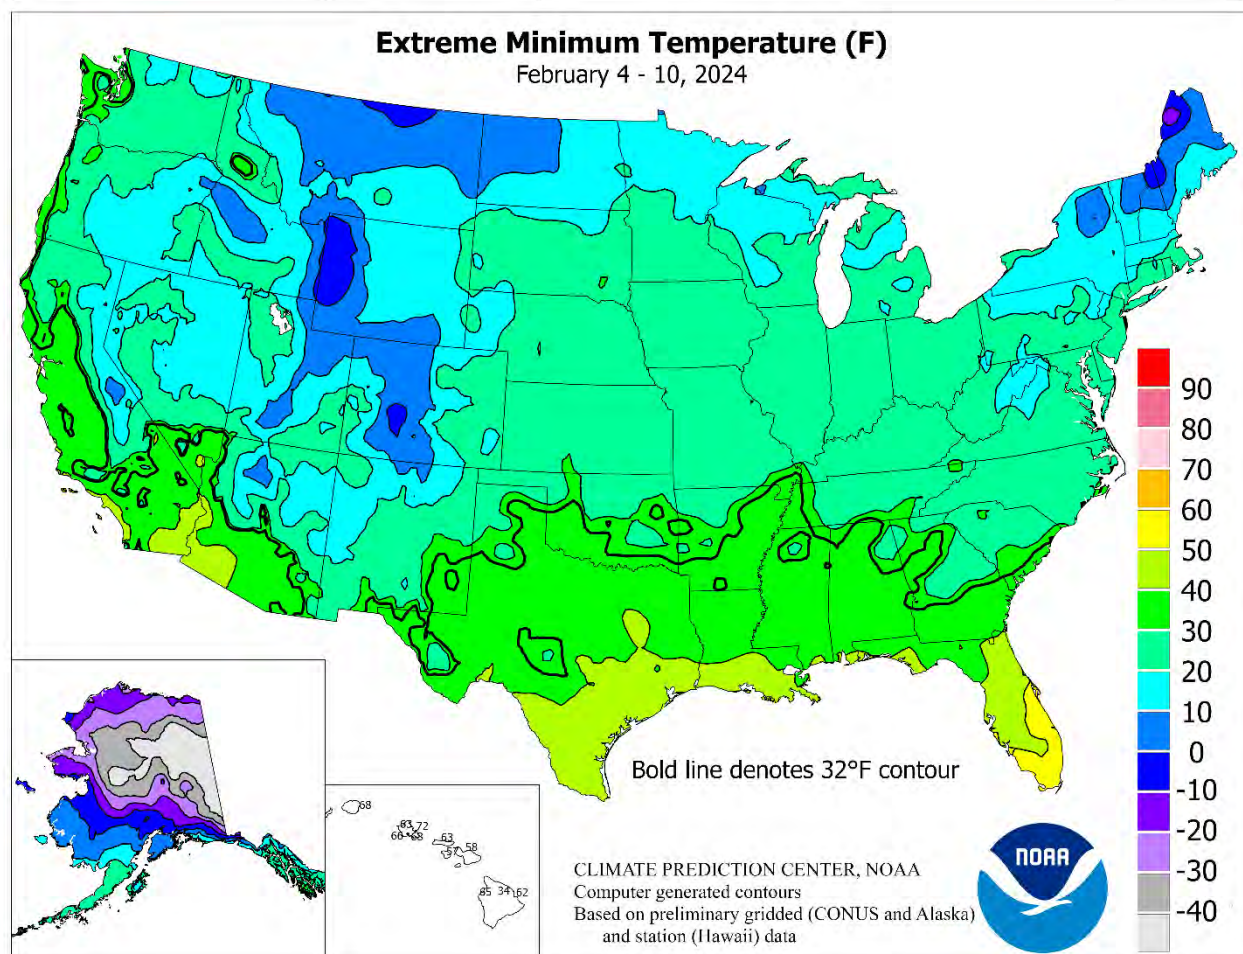 Extreme Minimum Temperature (F)
February 4 - 10, 2024
90
80
70
60
50
40
30
20
10
0
-10
-20
-30
-40
Bold line denotes 32°F contour
68
63
72
66
68
63
57
58
65 34 62
CLIMATE PREDICTION CENTER, NOAA
Computer generated contours
Based on preliminary gridded (CONUS and Alaska)
and station (Hawaii) data
NOAA